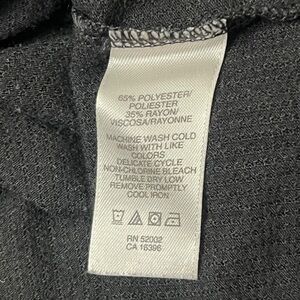 65% POLYESTER/
POLIESTER
35% RAYON/
VISCOSA/RAYONNE
MACHINE WASH COLD
WASH WITH LIKE
COLORS
DELICATE CYCLE
NON-CHLORINE BLEACH
TUMBLE DRY LOW
REMOVE PROMPTLY
COOL IRON
RN 52002
CA 16396